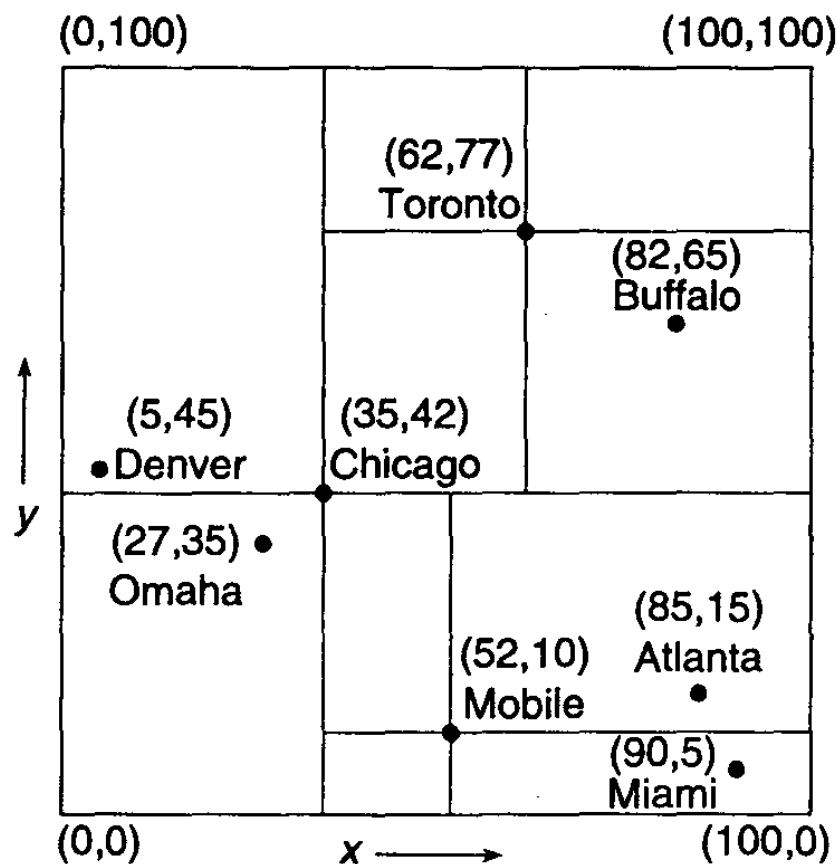 (0,100) (100,100)
(62,77)
Toronto
(82,65)
Buffalo
(5,45) (35,42)
Denver Chicago
y
(27,35)
Omaha
(85,15)
(52,10) Atlanta
Mobile
(90,5)
Miami
(0,0) x (100,0)